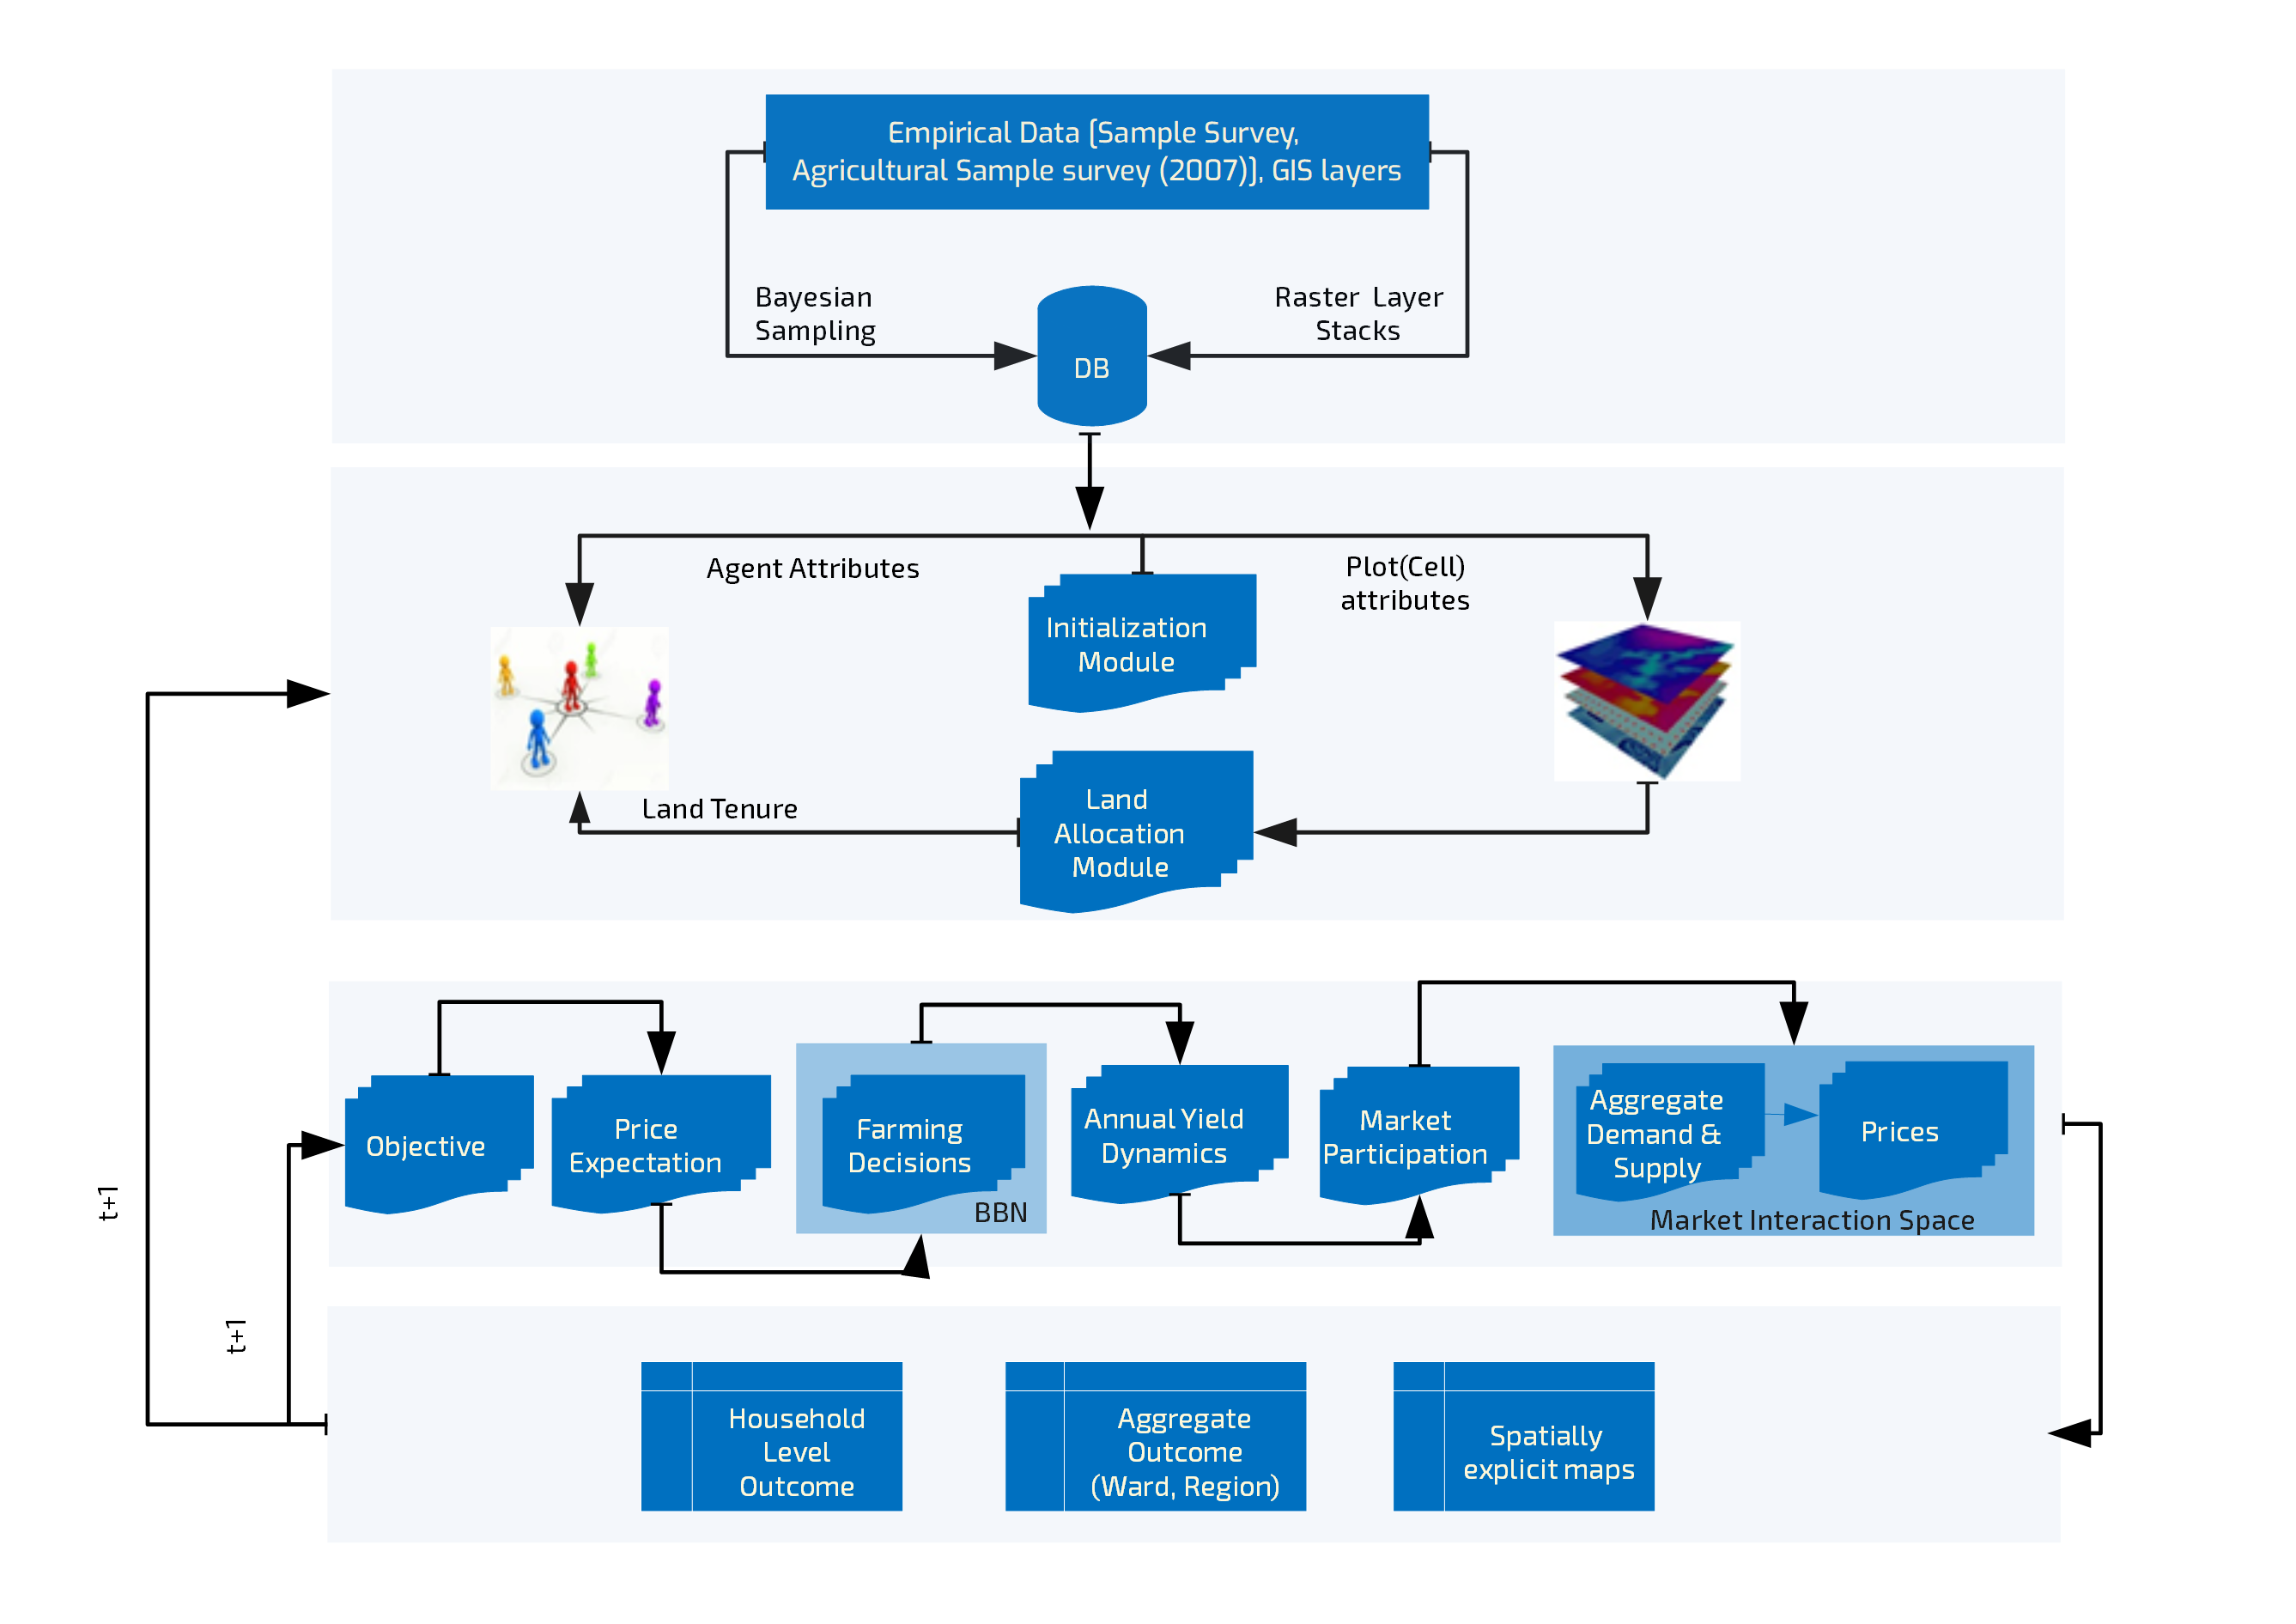 Empirical Data [Sample Survey,
Agricultural Sample survey (2007)], GIS layers
Bayesian
Sampling
Raster Layer
Stacks
DB
Agent Attributes
Plot(Cell)
attributes
Initialization
Module
Land Tenure
Land
Allocation
Module
Objective
Price
Expectation
Farming
Decisions
BBN
Annual Yield
Dynamics
Market
Participation
Aggregate
Demand &
Supply
Prices
Market Interaction Space
t+1
t+1
Household
Level
Outcome
Aggregate
Outcome
(Ward, Region)
Spatially
explicit maps